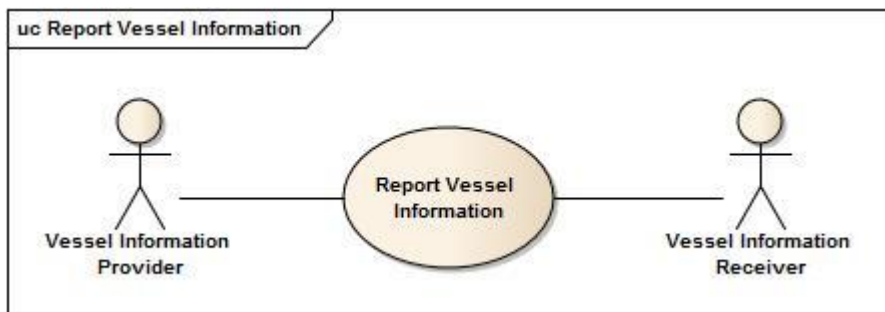 uc Report Vessel Information
Report Vessel
Information
Vessel Information
Provider
Vessel Information
Receiver